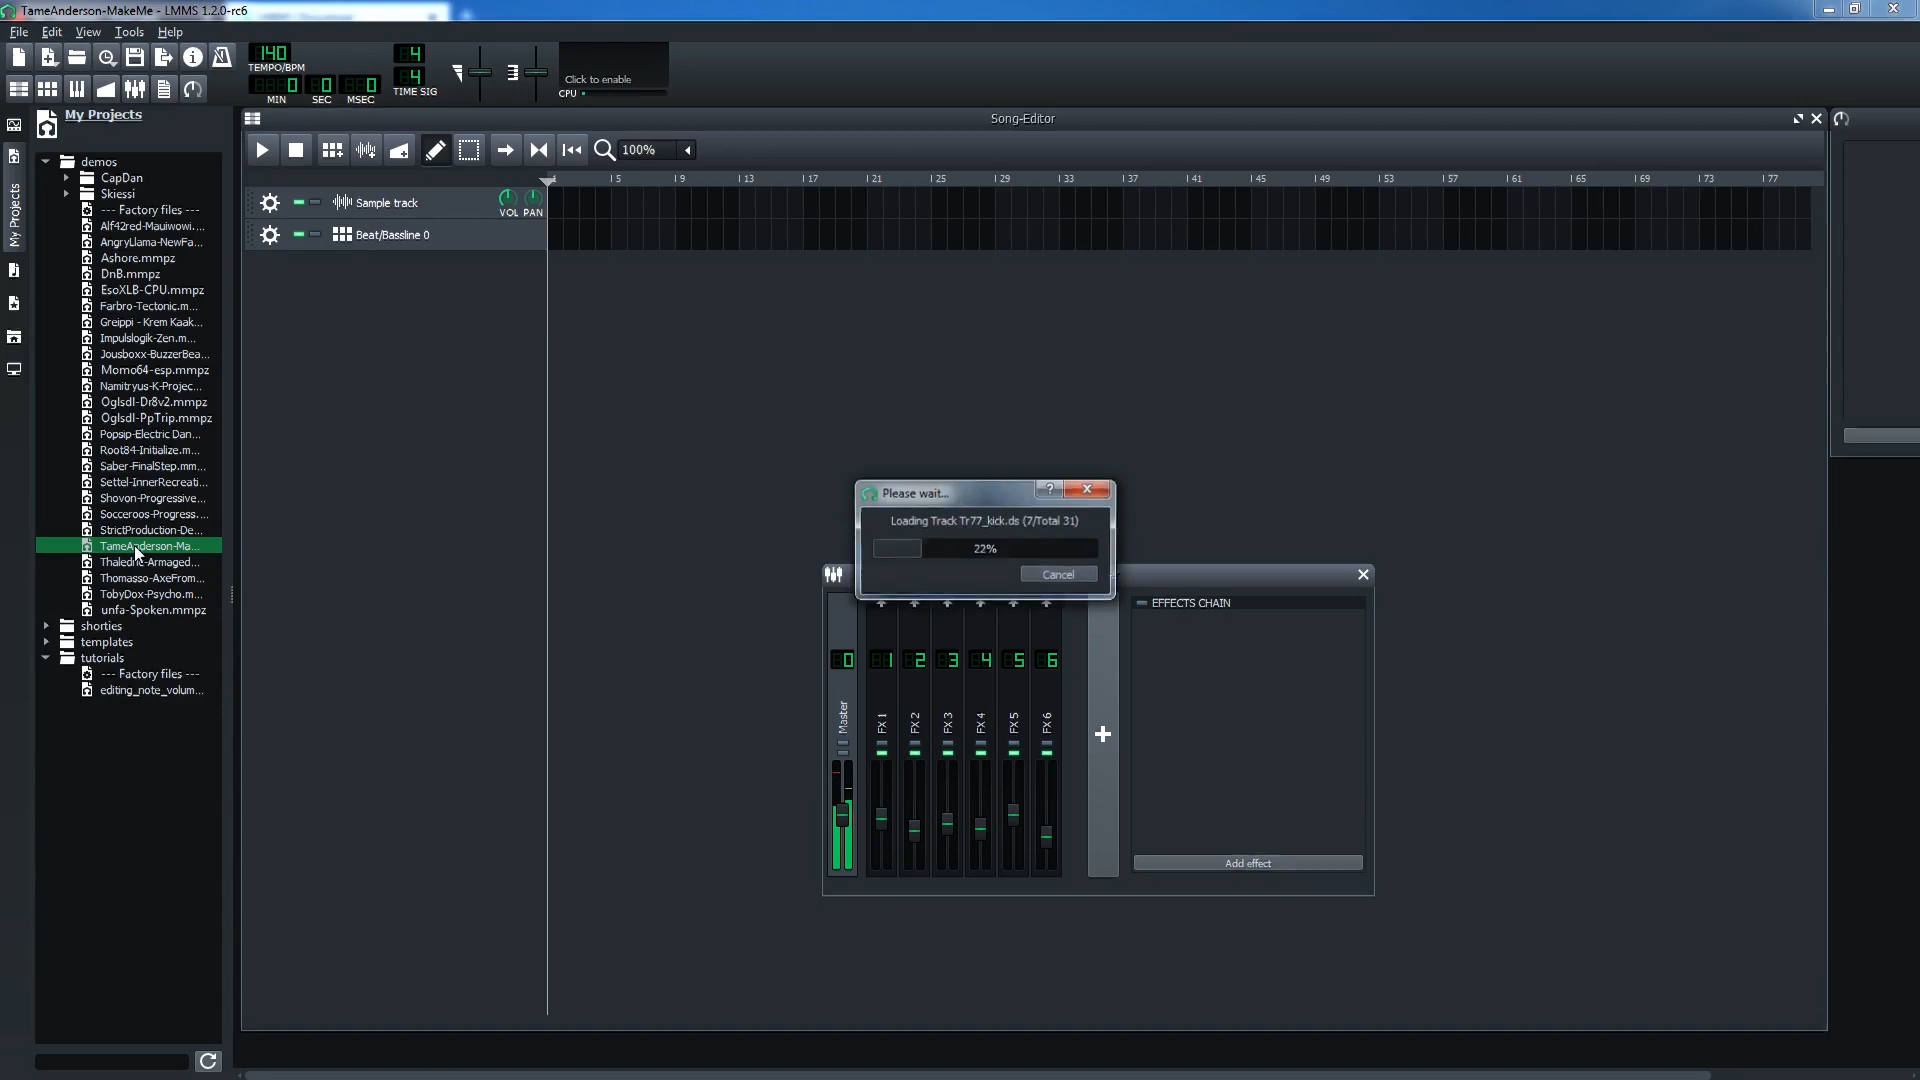 TameAnderson-MakeMe - LMMS 1.2.0-rc6
File Edit View Tools Help
140
TEMPO/BPM
0 0 0
MIN SEC MSEC
4
4
TIME SIG
Click to enable
CPU
My Projects
My Projects
demos
CapDan
Skiessi
--- Factory files ---
Alf42red-Mauiwowi....
AngryLlama-NewFa...
Ashore.mmpz
DnB.mmpz
EsoXLB-CPU.mmpz
Farbro-Tectonic.m...
Greippi - Krem Kaak...
Impulslogik-Zen.m...
Jousboxx-BuzzerBea...
Momo64-esp.mmpz
Namitryus-K-Projec...
Oglsdl-Dr8v2.mmpz
Oglsdl-PpTrip.mmpz
Popsip-Electric Dan...
Root84-Initialize.m...
Saber-FinalStep.mm...
Settel-InnerRecreati...
Shovon-Progressive...
Socceroos-Progress....
StrictProduction-De...
TameAnderson-Ma...
Thaledric-Armaged...
Thomasso-AxeFrom...
TobyDox-Psycho.m...
unfa-Spoken.mmpz
shorties
templates
tutorials
--- Factory files ---
editing_note_volum...
Song-Editor
100%
5 9 13 17 21 25 29 33 37 41 45 49 53 57 61 65 69 73 77
Sample track
VOL PAN
Beat/Bassline 0
Please wait...
Loading Track Tr77_kick.ds (7/Total 31)
22%
Cancel
EFFECTS CHAIN
0 1 2 3 4 5 6
Master FX 1 FX 2 FX 3 FX 4 FX 5 FX 6
Add effect